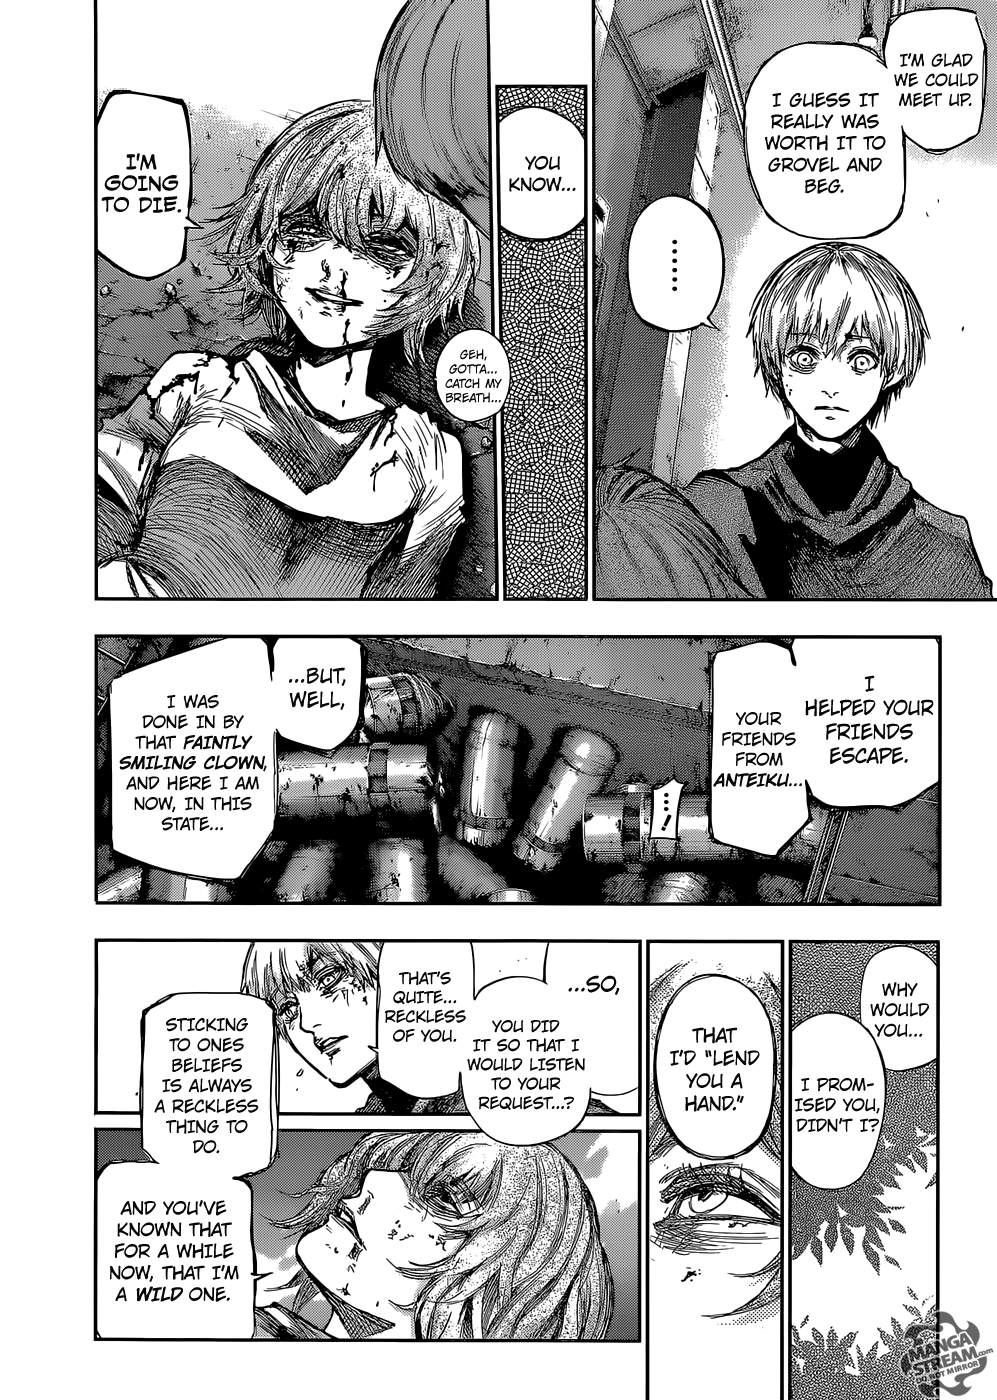 I'M GLAD
WE COULD
MEET UP.
I GUESS IT
REALLY WAS
WORTH IT TO
GROVEL AND
BEG.
......
YOU
KNOW...
I'M
GOING
TO DIE.
GEH,
GOTTA...
CATCH MY
BREATH...
I
HELPED YOUR
FRIENDS
ESCAPE.
YOUR
FRIENDS
FROM
ANTEIKU...
...!
...BUT,
WELL,
I WAS
DONE IN BY
THAT FAINTLY
SMILING CLOWN,
AND HERE I AM
NOW, IN THIS
STATE...
WHY
WOULD
YOU...
I PROM-
ISED YOU,
DIDN'T I?
THAT
I'D "LEND
YOU A
HAND."
...SO,
YOU DID
IT SO THAT I
WOULD LISTEN
TO YOUR
REQUEST...?
THAT'S
QUITE...
RECKLESS
OF YOU.
STICKING
TO ONES
BELIEFS
IS ALWAYS
A RECKLESS
THING TO
DO.
AND YOU'VE
KNOWN THAT
FOR A WHILE
NOW, THAT I'M
A WILD ONE.
MANGA
STREAM.com
DO NOT MIRROR